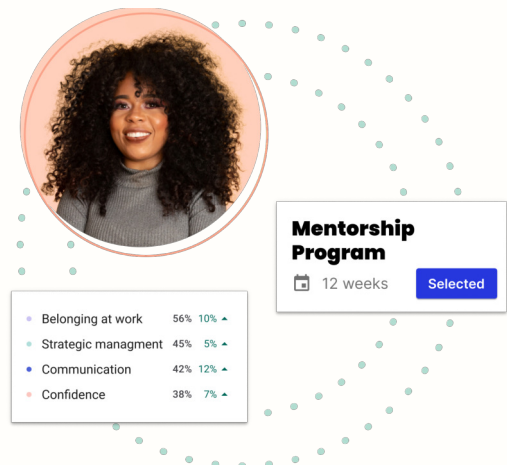 Mentorship
Program
12 weeks
Selected
Belonging at work 56% 10%
Strategic managment 45% 5%
Communication 42% 12%
Confidence 38% 7%